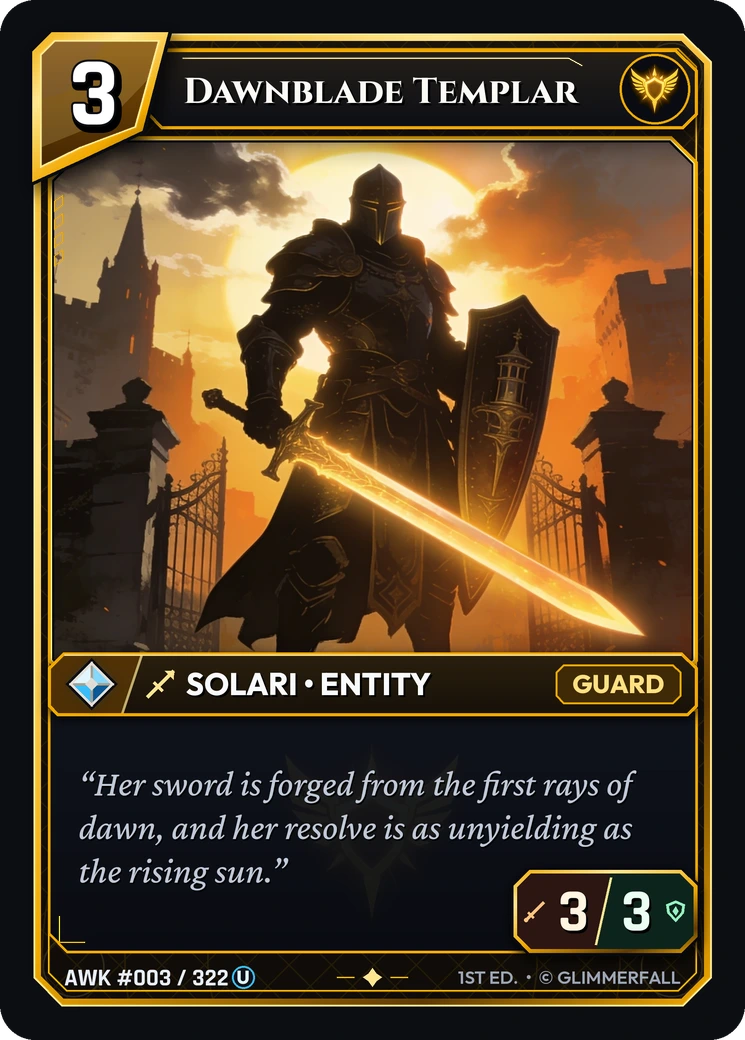 3
Dawnblade Templar
SOLARI • ENTITY
GUARD
“Her sword is forged from the first rays of
dawn, and her resolve is as unyielding as
the rising sun.”
3 / 3
AWK #003 / 322 U
1ST ED. • © GLIMMERFALL